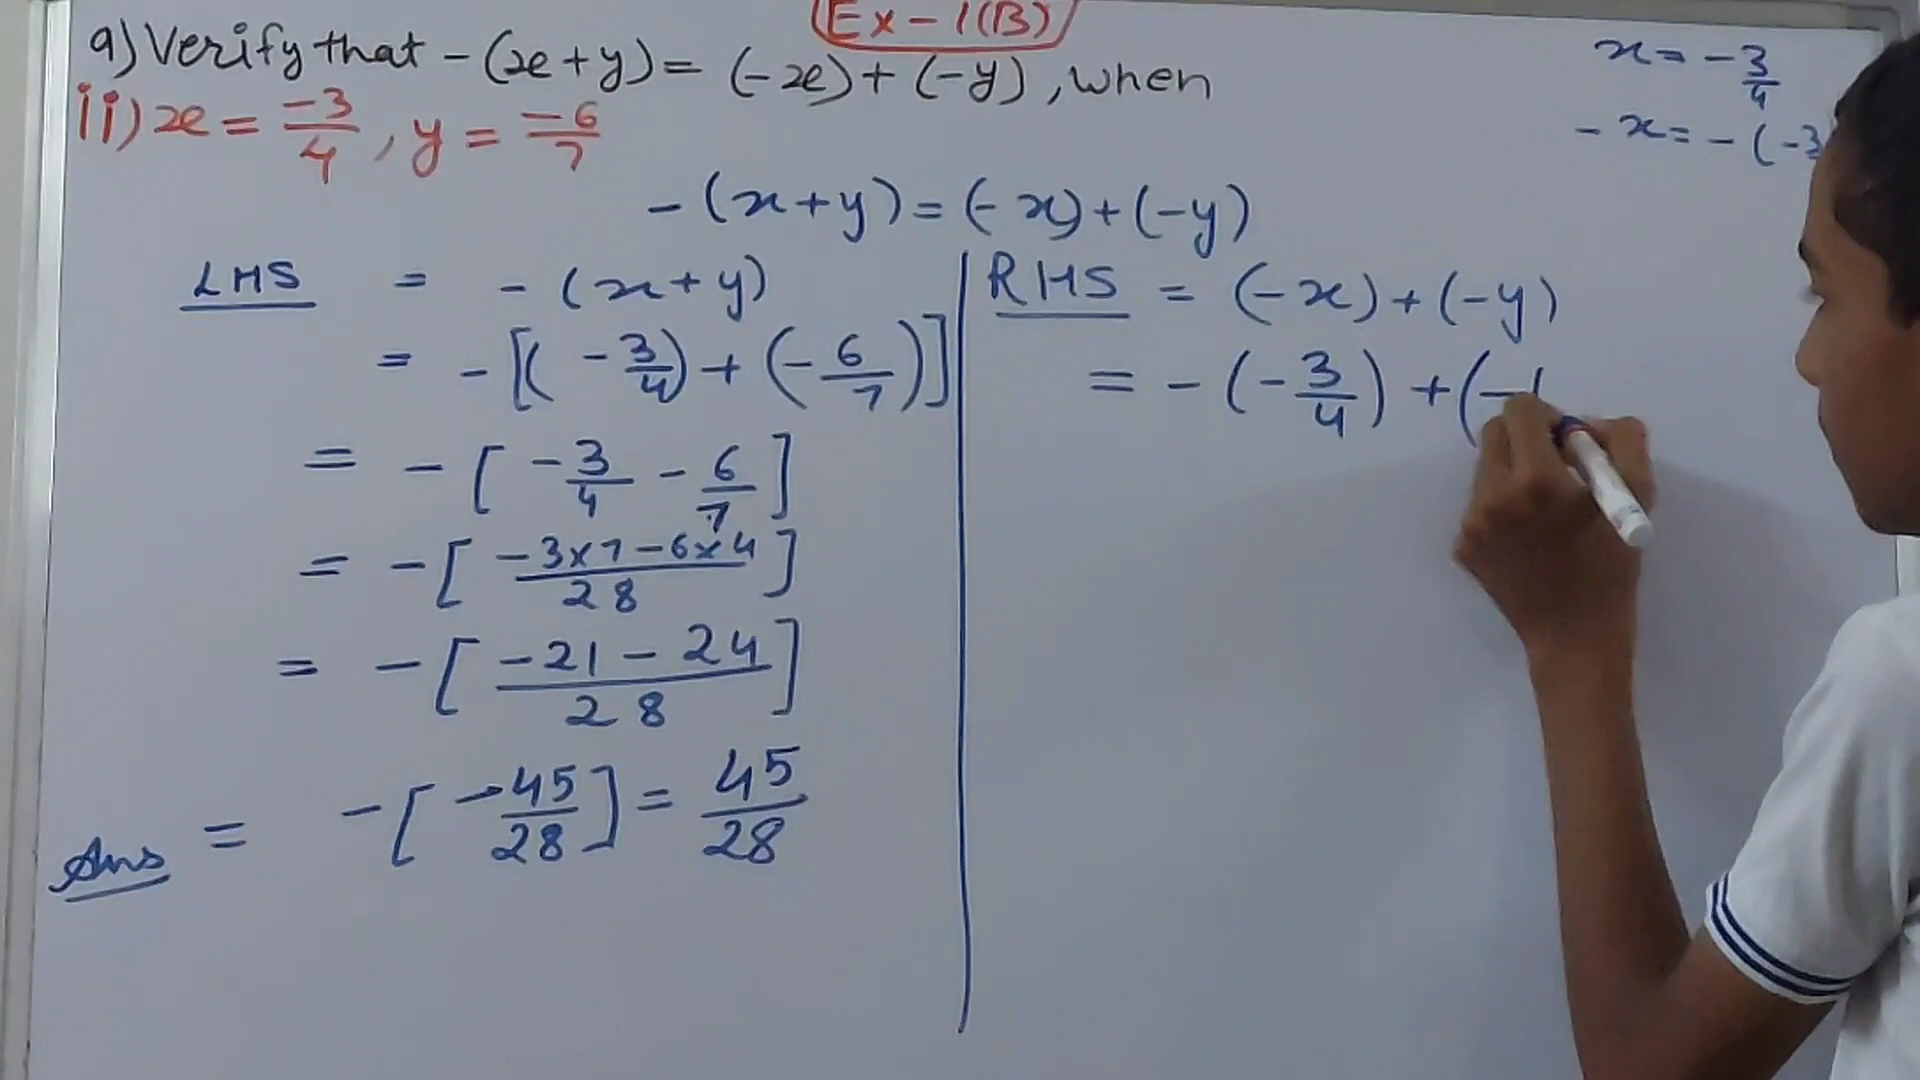 Ex-1(B)
9) Verify that -(x+y) = (-x)+(-y), when
ii) x = -3/4, y = -6/7
x = -3/4
- x = - (-3
-(x+y) = (-x)+(-y)
LHS = -(x+y)
= -[(-3/4)+(-6/7)]
= -[-3/4 - 6/7]
= -[-3×7-6×4/28]
= -[-21-24/28]
Ans = -[-45/28] = 45/28
RHS = (-x)+(-y)
= -(-3/4) + (-